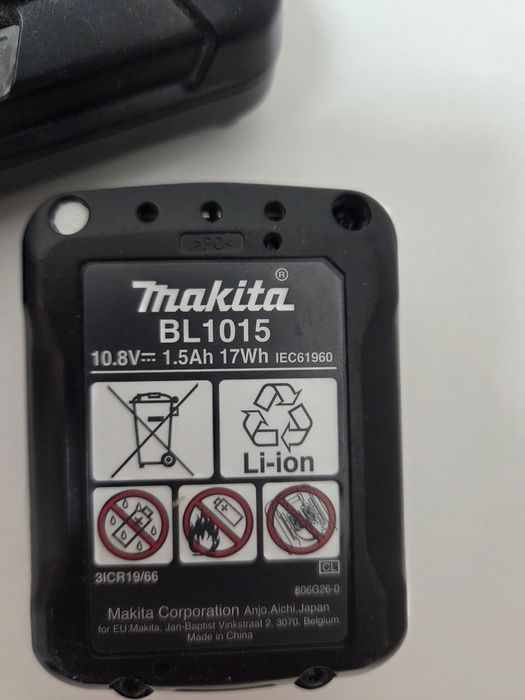 >PC<
makita®
BL1015
10.8V⎓ 1.5Ah 17Wh IEC61960
Li-ion
3ICR19/66
CL
806G26-0
Makita Corporation Anjo,Aichi,Japan
for EU:Makita, Jan-Baptist Vinkstraat 2, 3070, Belgium
Made in China